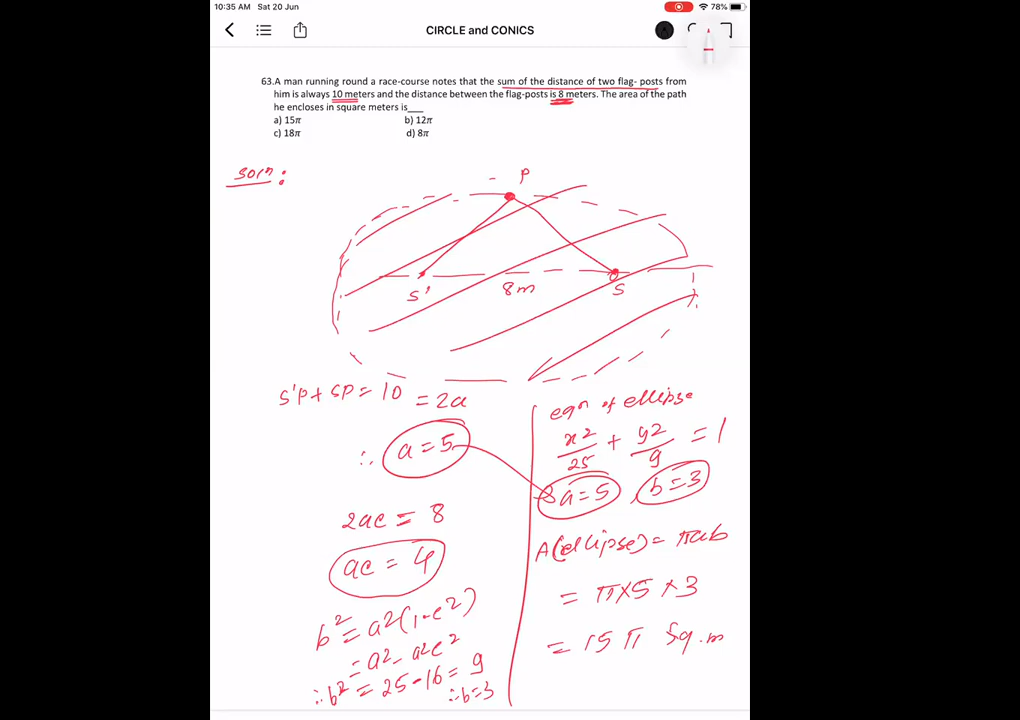 10:35 AM Sat 20 Jun
78%
CIRCLE and CONICS
63.A man running round a race-course notes that the sum of the distance of two flag- posts from
him is always 10 meters and the distance between the flag-posts is 8 meters. The area of the path
he encloses in square meters is___
a) 15π b) 12π
c) 18π d) 8π
Soln:
P
S' 8m S
S'P + SP = 10 = 2a
∴ a = 5
2ae = 8
ae = 4
b² = a²(1-e²)
= a² - a²e²
∴ b² = 25 - 16 = 9
∴ b = 3
eqn of ellipse
x²/25 + y²/9 = 1
a = 5, b = 3
A(ellipse) = πab
= π×5×3
= 15π Sq.m